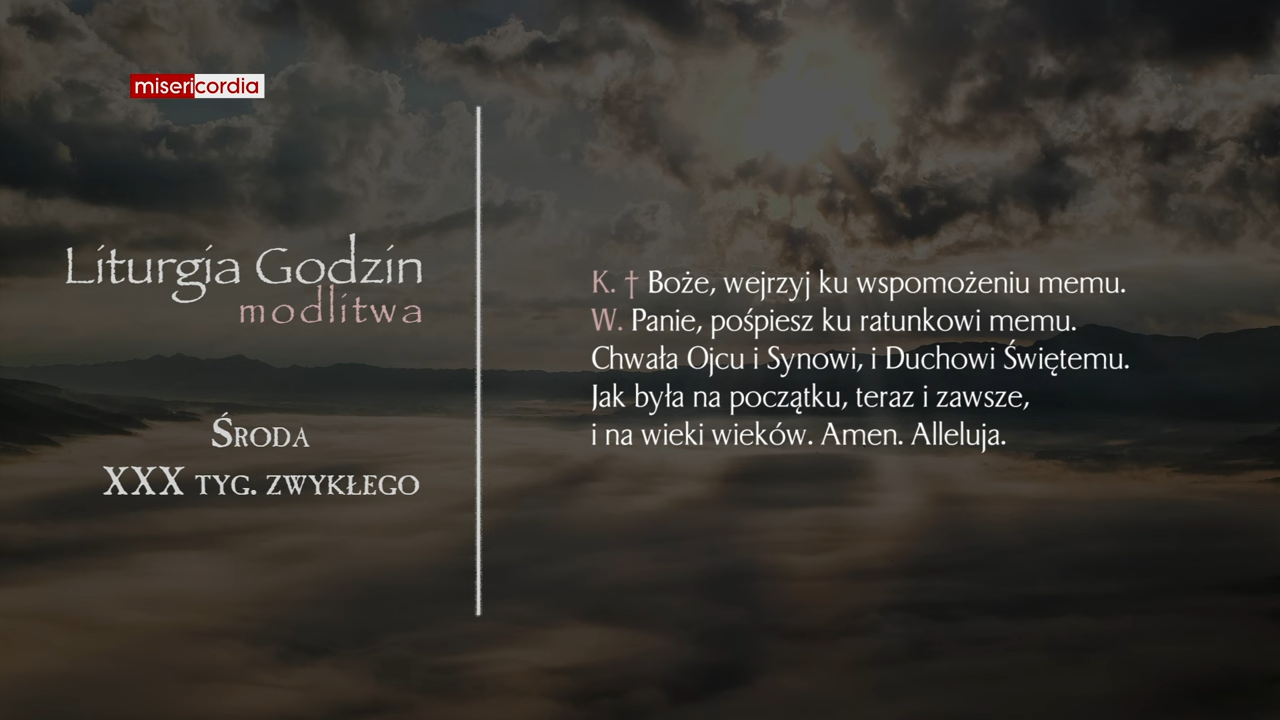 misericordia
Liturgia Godzin
modlitwa
Środa
XXX tyg. zwykłego
K. † Boże, wejrzyj ku wspomożeniu memu.
W. Panie, pośpiesz ku ratunkowi memu.
Chwała Ojcu i Synowi, i Duchowi Świętemu.
Jak była na początku, teraz i zawsze,
i na wieki wieków. Amen. Alleluja.